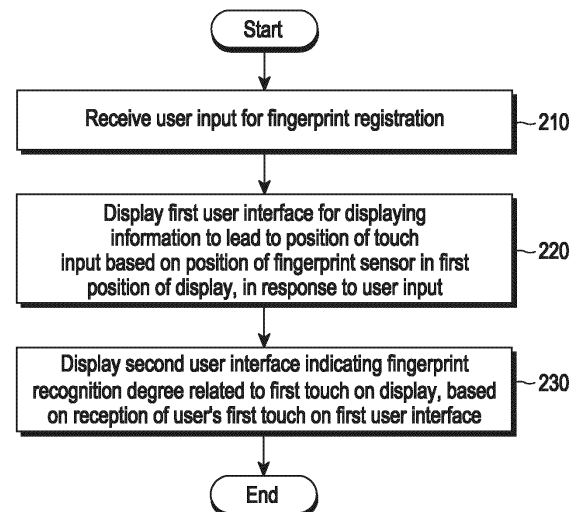 Start
Receive user input for fingerprint registration
210
Display first user interface for displaying
information to lead to position of touch
input based on position of fingerprint sensor in first
position of display, in response to user input
220
Display second user interface indicating fingerprint
recognition degree related to first touch on display, based
on reception of user's first touch on first user interface
230
End